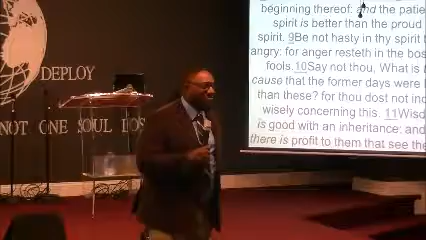 DEPLOY
NOT ONE SOUL LOS
beginning thereof: and the patie
spirit is better than the proud
spirit. 9Be not hasty in thy spirit
angry: for anger resteth in the bos
fools. 10Say not thou, What is
cause that the former days were
than these? for thou dost not inq
wisely concerning this. 11Wisd
is good with an inheritance: and
there is profit to them that see the